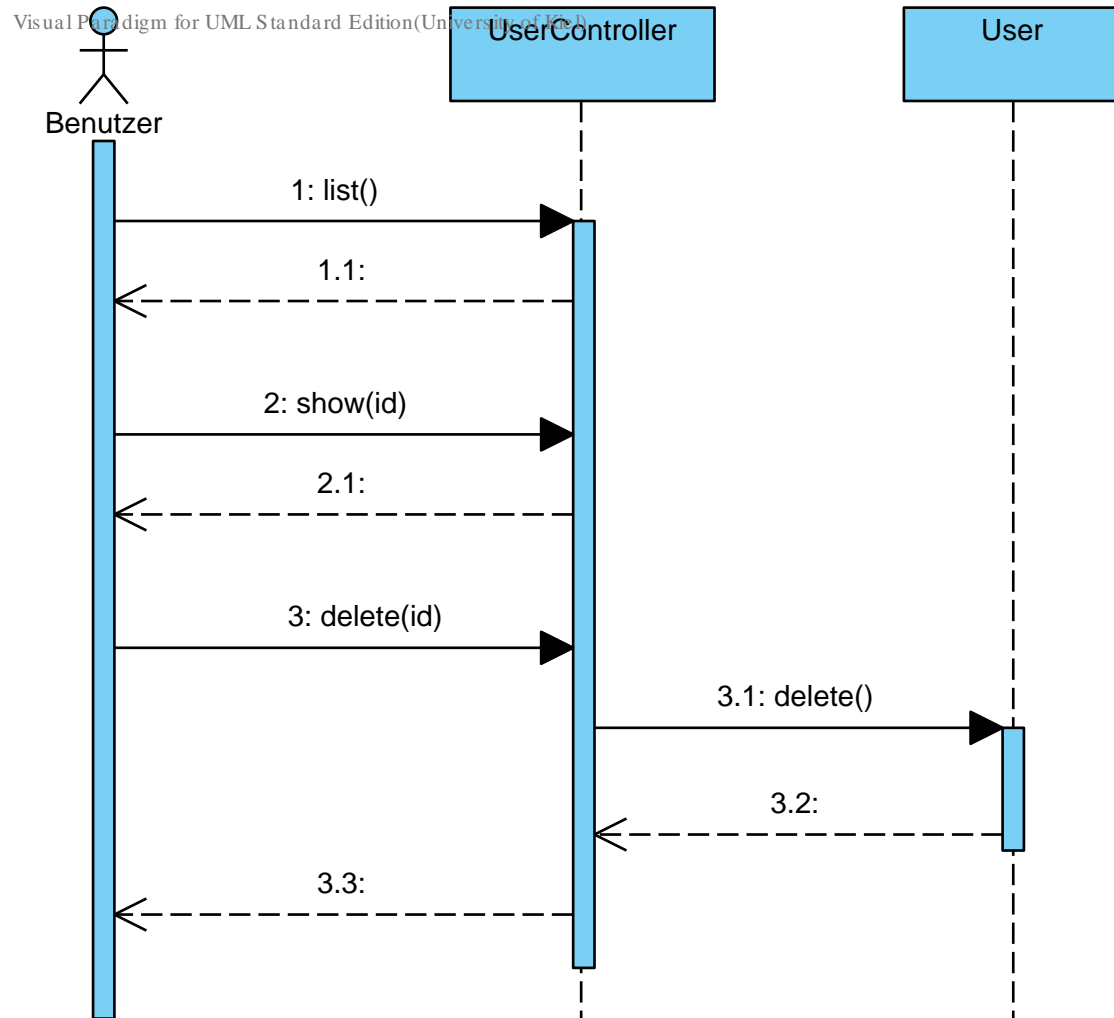 Visual Paradigm for UML Standard Edition(University of Kiel)
UserController
User
Benutzer
1: list()
1.1:
2: show(id)
2.1:
3: delete(id)
3.1: delete()
3.2:
3.3: